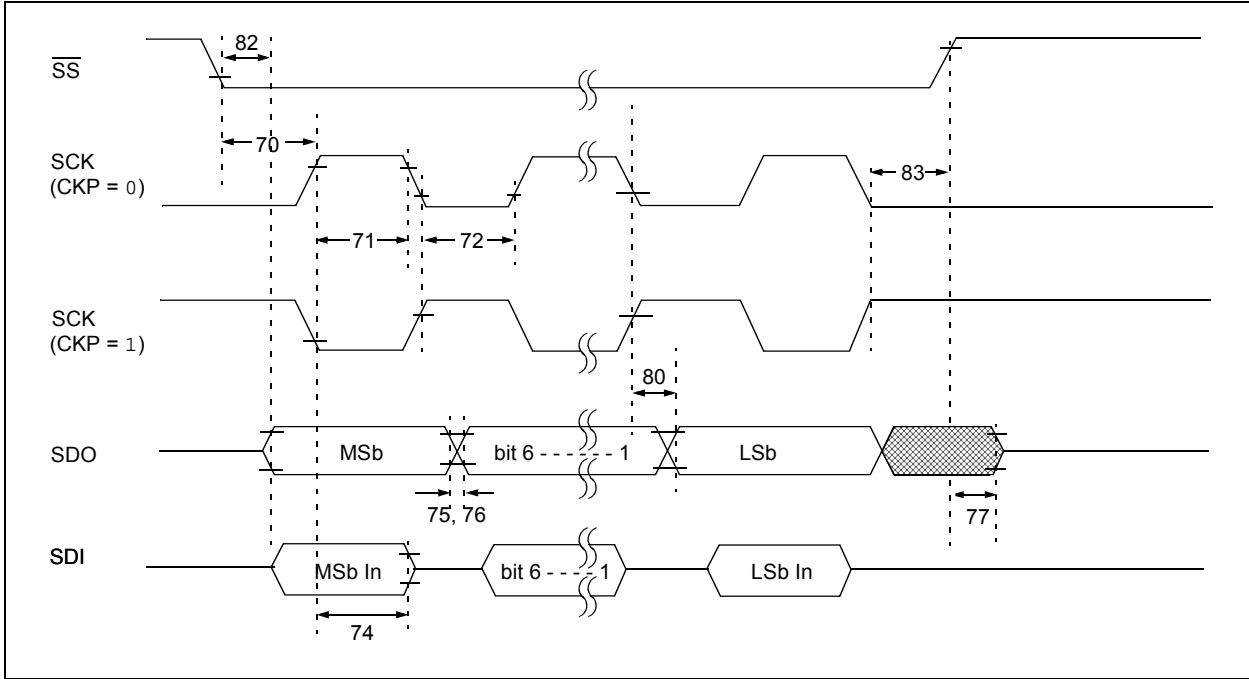 82
SS
70
SCK
(CKP = 0)
83
71
72
SCK
(CKP = 1)
80
SDO
MSb
bit 6 - - - - - - 1
LSb
75, 76
77
SDI
MSb In
bit 6 - - - - 1
LSb In
74